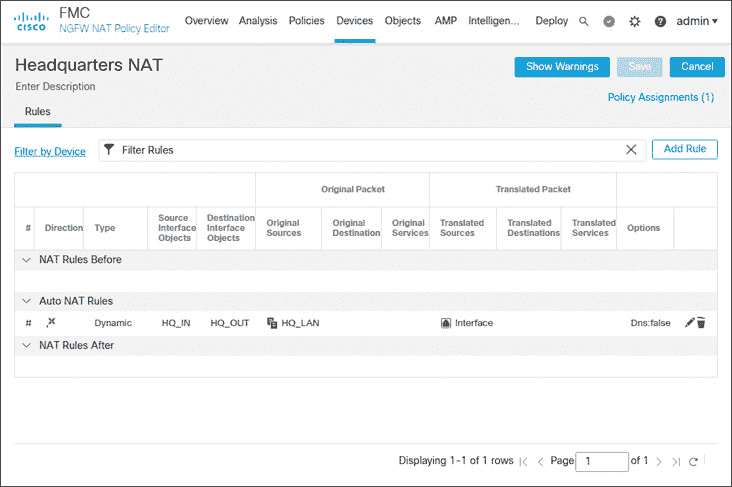 CISCO
FMC
NGFW NAT Policy Editor
Overview Analysis Policies Devices Objects AMP Intelligen... Deploy admin
Headquarters NAT
Show Warnings Save Cancel
Enter Description
Policy Assignments (1)
Rules
Filter by Device Filter Rules Add Rule
Original Packet Translated Packet
# Direction Type Source Interface Objects Destination Interface Objects Original Sources Original Destination Original Services Translated Sources Translated Destinations Translated Services Options
NAT Rules Before
Auto NAT Rules
# Dynamic HQ_IN HQ_OUT HQ_LAN Interface Dns:false
NAT Rules After
Displaying 1-1 of 1 rows Page 1 of 1